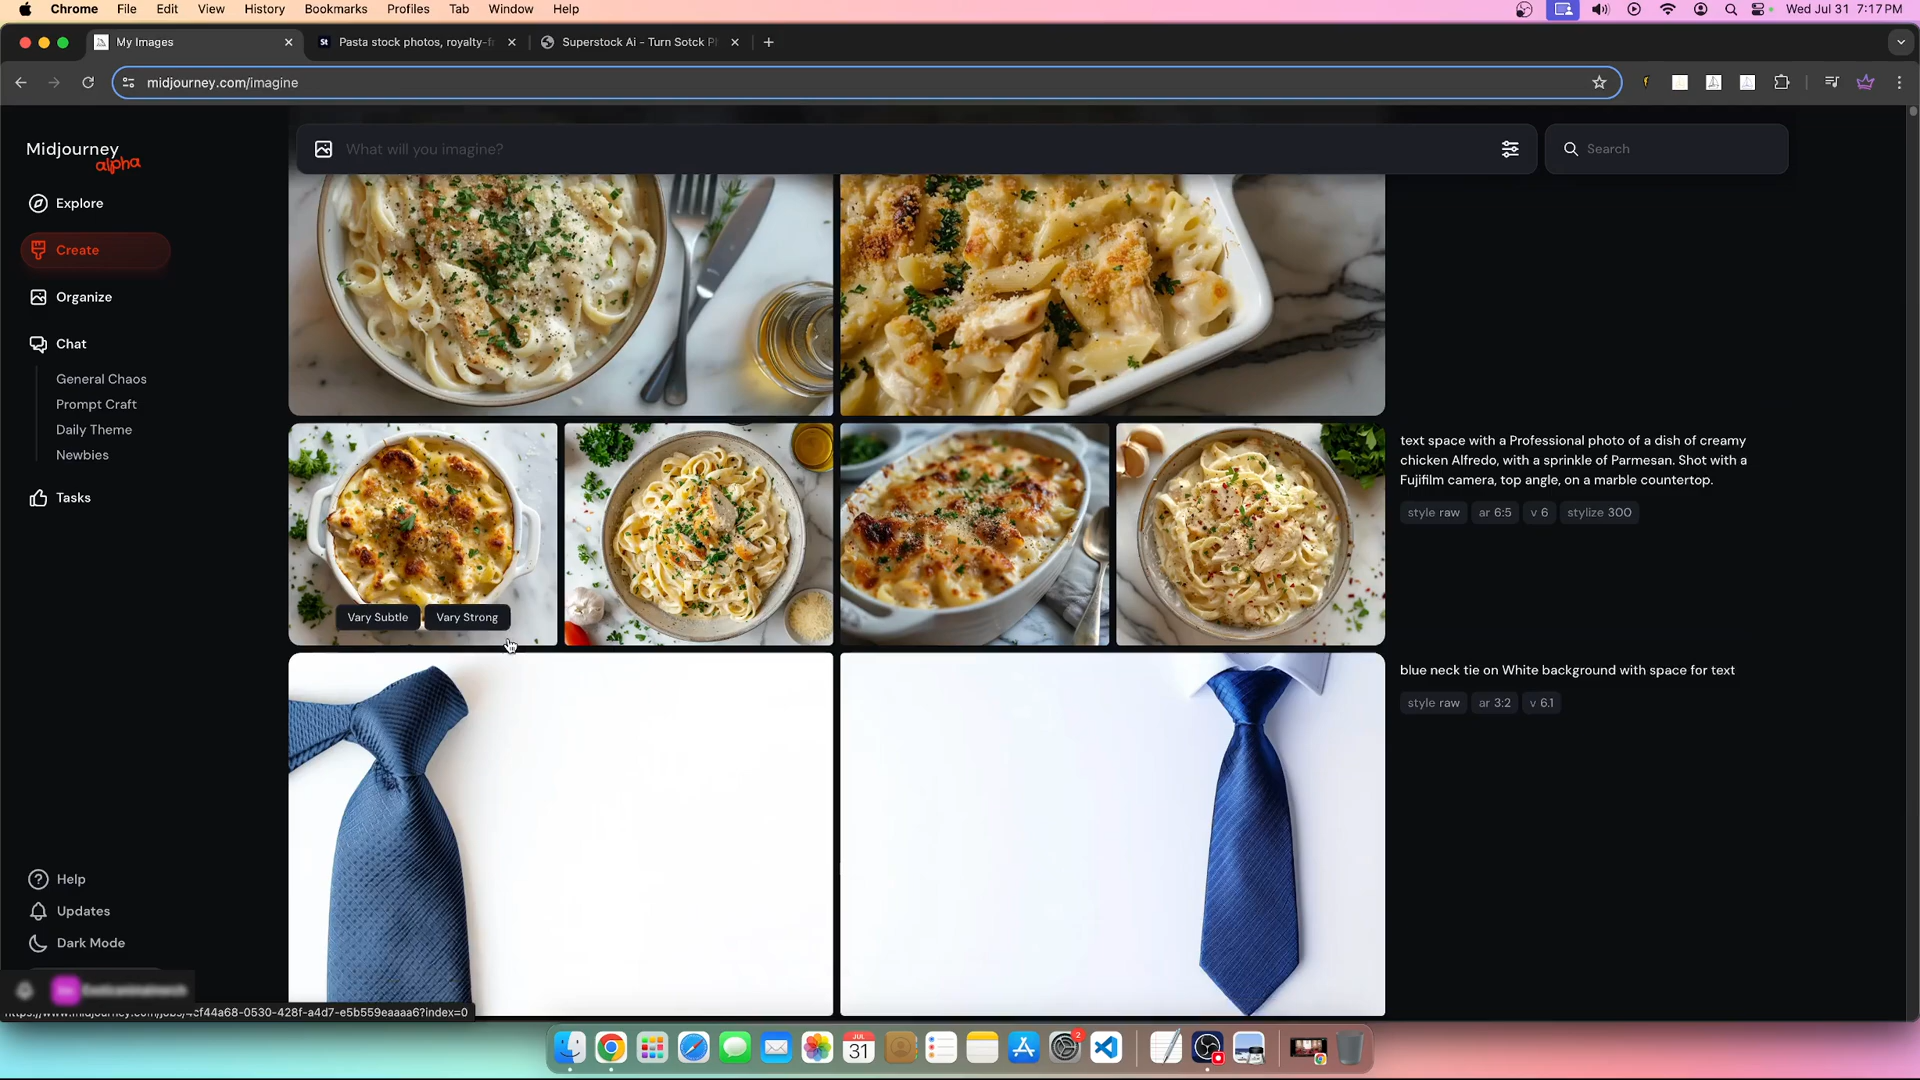 Chrome File Edit View History Bookmarks Profiles Tab Window Help Wed Jul 31 7:17 PM
My Images St Pasta stock photos, royalty-fr Superstock Ai - Turn Sotck Ph
midjourney.com/imagine
Midjourney
alpha
What will you imagine?
Search
Explore
Create
Organize
Chat
General Chaos
Prompt Craft
Daily Theme
Newbies
Tasks
text space with a Professional photo of a dish of creamy
chicken Alfredo, with a sprinkle of Parmesan. Shot with a
Fujifilm camera, top angle, on a marble countertop.
style raw ar 6:5 v 6 stylize 300
Vary Subtle Vary Strong
blue neck tie on White background with space for text
style raw ar 3:2 v 6.1
Help
Updates
Dark Mode
JUL
31
2